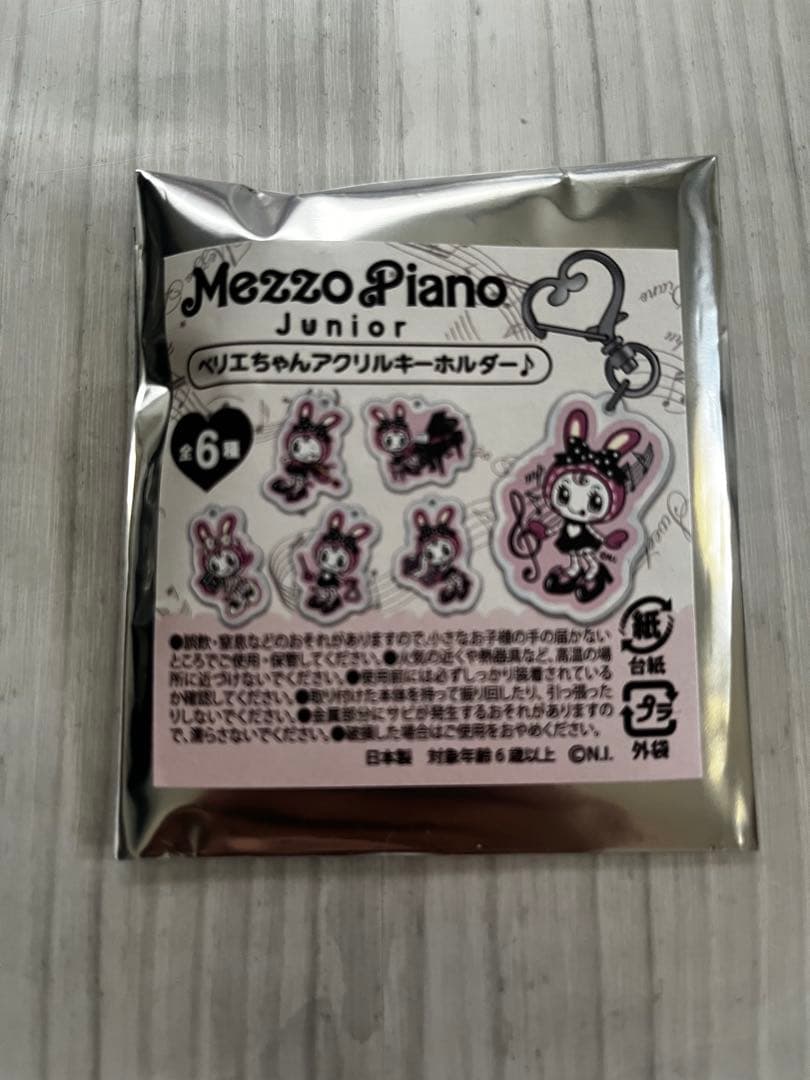 Mezzo Piano
Junior
ベリエちゃんアクリルキーホルダー♪
全6種
●誤飲・窒息などのおそれがありますので、小さなお子様の手の届かない
ところでご使用・保管してください。●火気の近くや熱器具など、高温の場
所に近づけないでください。●使用前には必ずしっかり装着されている
か確認してください。●取り付けた本体を持って振り回したり、引っ張った
りしないでください。●金属部分にサビが発生するおそれがありますの
で、濡らさないでください。●破損した場合はご使用をおやめください。
日本製 対象年齢6歳以上 ©N.I.
紙
台紙
プラ
外袋